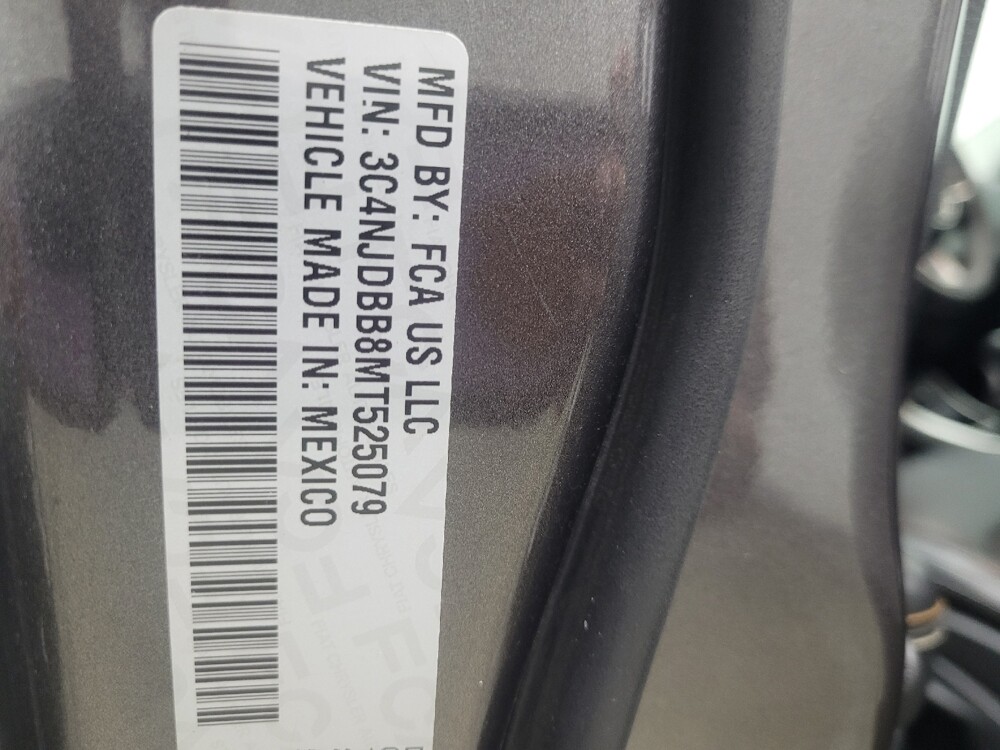 MFD BY: FCA US LLC
VIN: 3C4NJDBB8MT525079
VEHICLE MADE IN: MEXICO